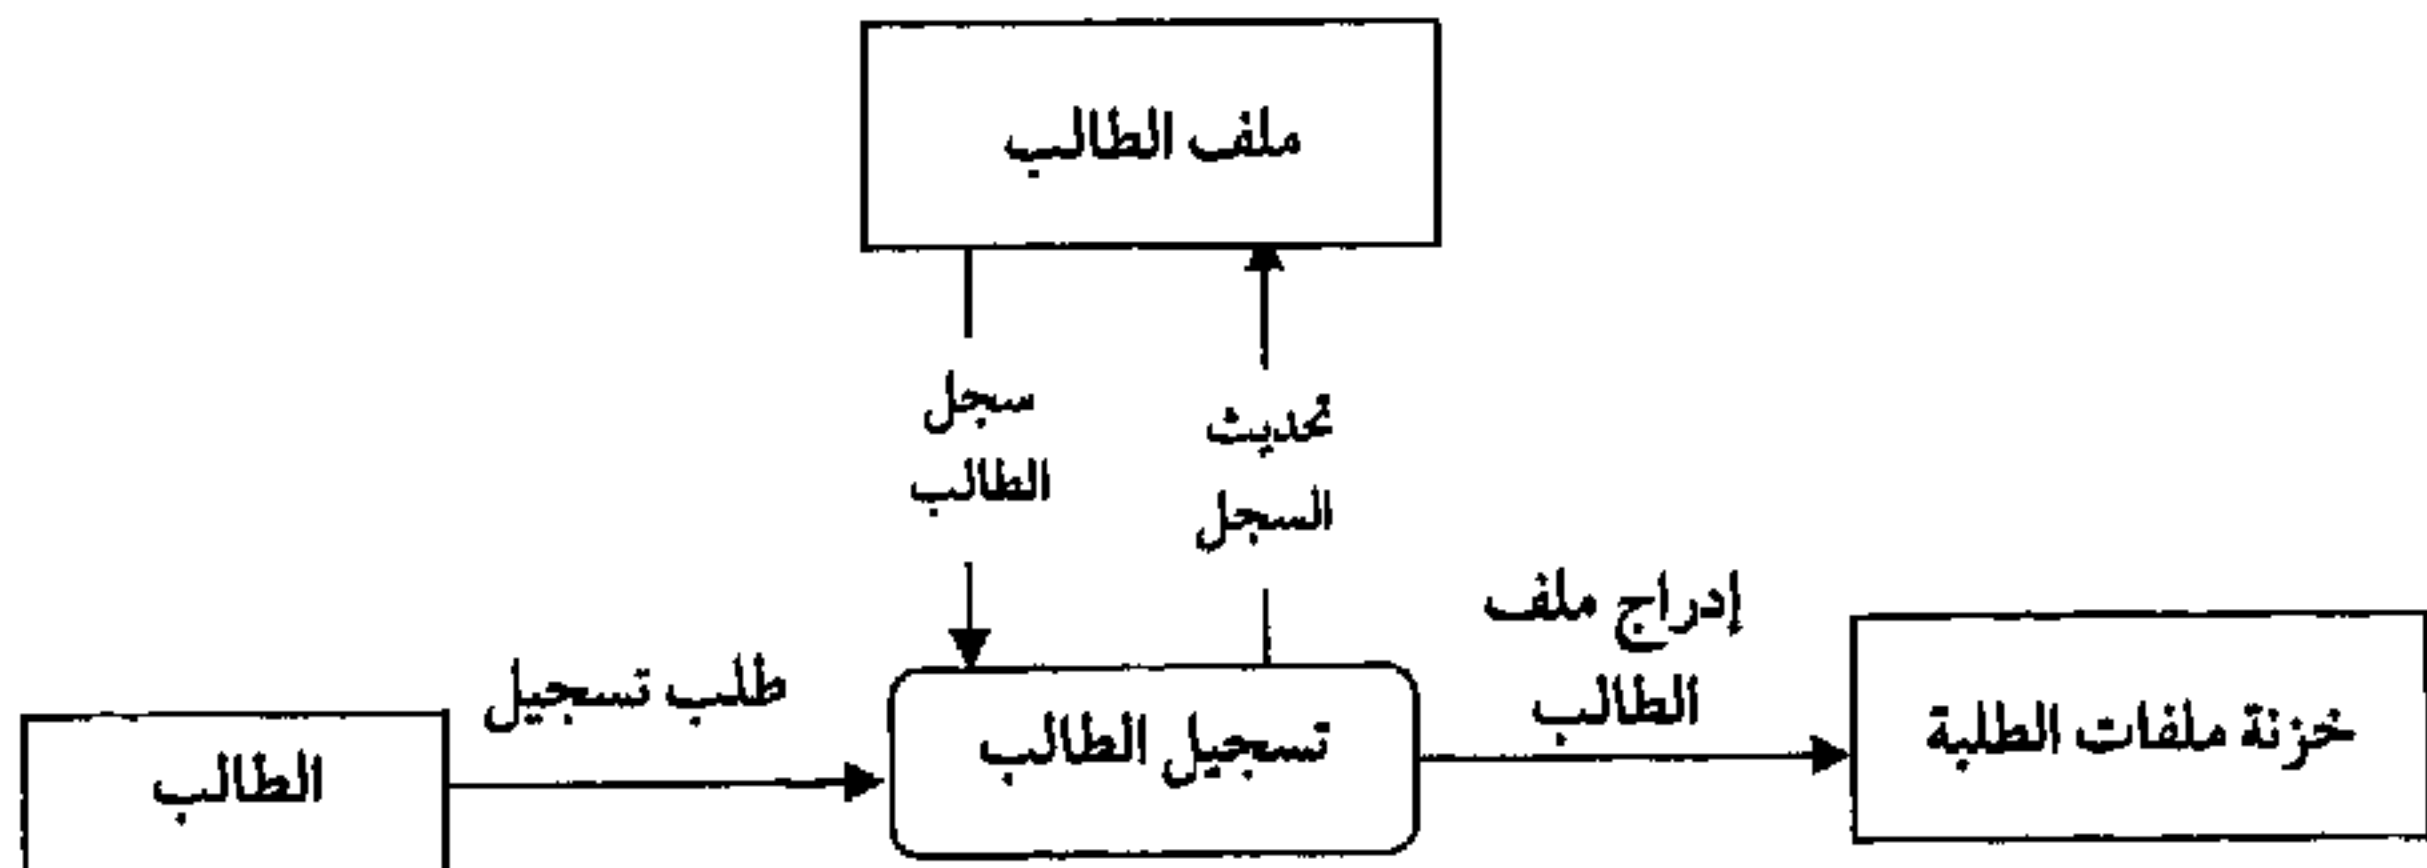 ملف الطالب
سجل
الطالب
تحديث
السجل
إدراج ملف
الطالب
طلب تسجيل
الطالب
تسجيل الطالب
خزنة ملفات الطلبة